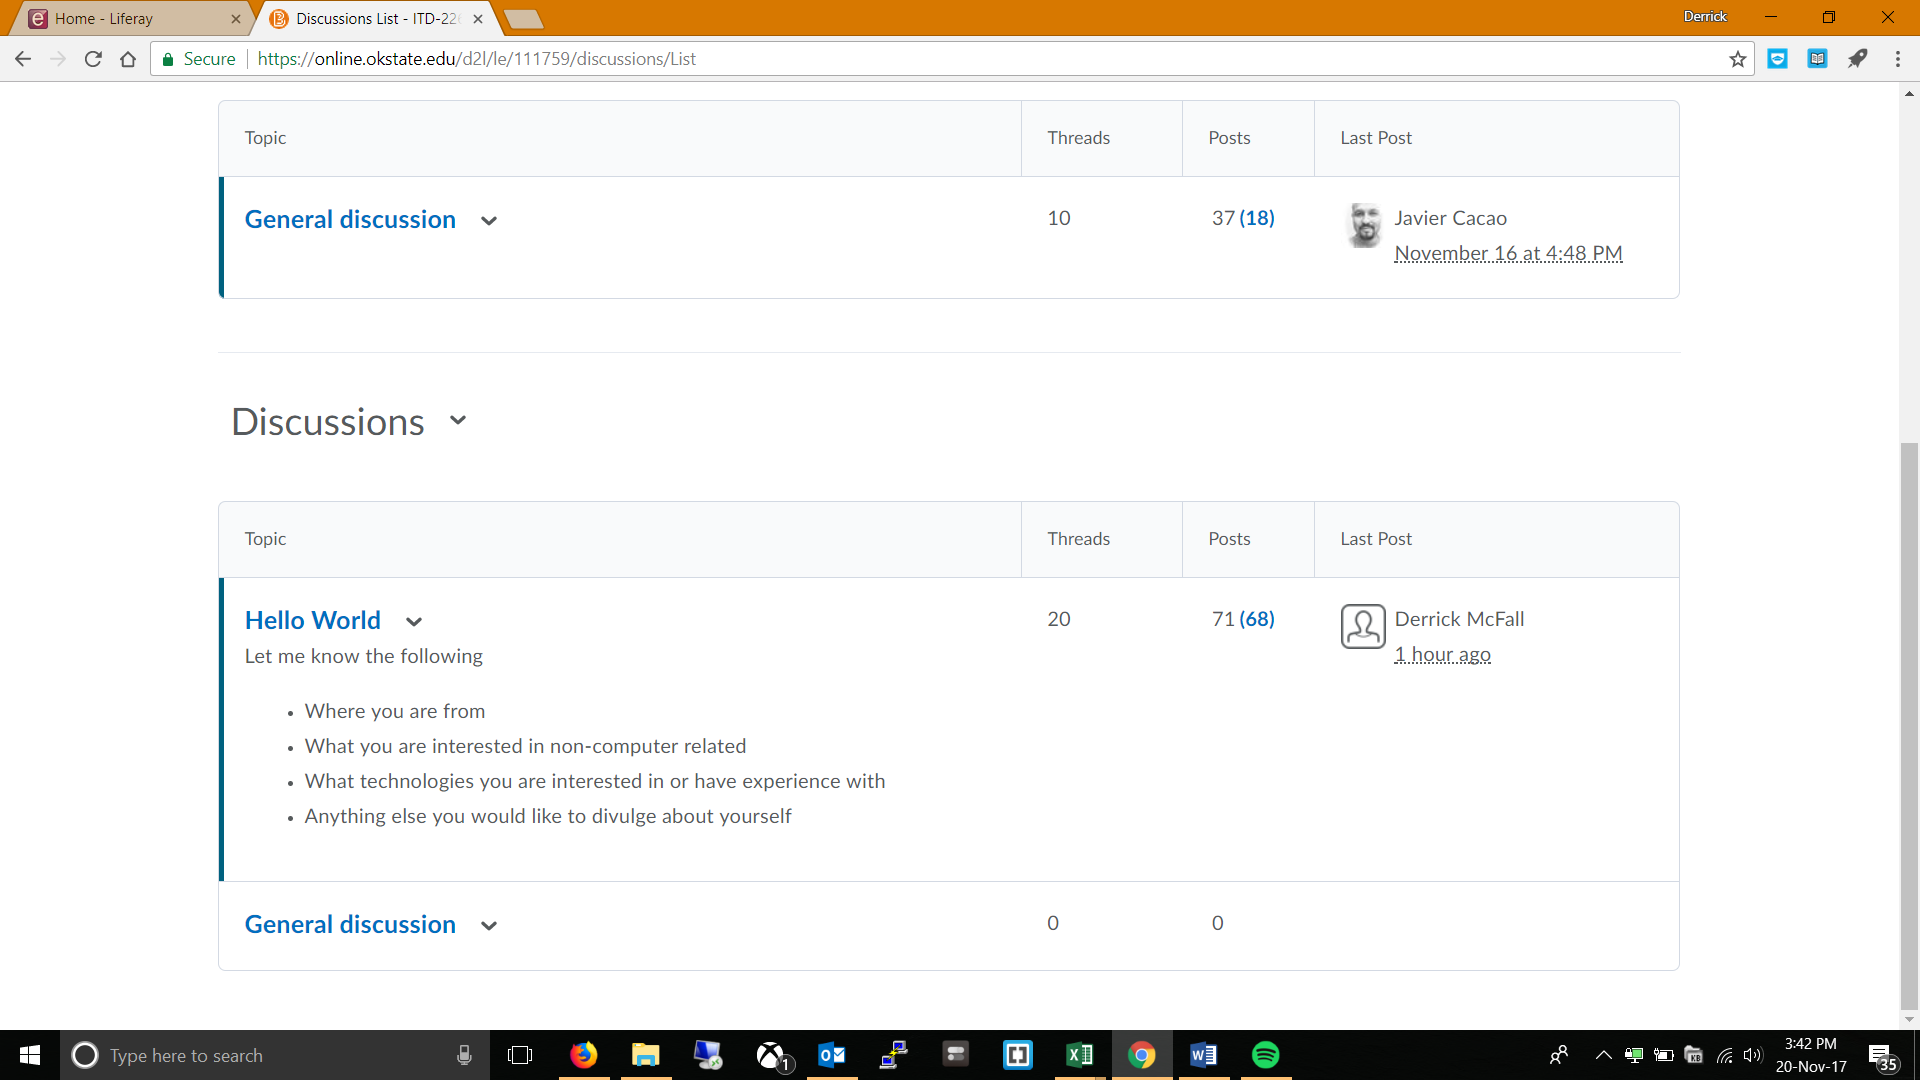 Home - Liferay
Discussions List - ITD-22
Derrick
Secure
https://online.okstate.edu/d2l/le/111759/discussions/List
Topic Threads Posts Last Post
General discussion 10 37 (18) Javier Cacao
November 16 at 4:48 PM
Discussions
Topic Threads Posts Last Post
Hello World 20 71 (68) Derrick McFall
Let me know the following 1 hour ago
• Where you are from
• What you are interested in non-computer related
• What technologies you are interested in or have experience with
• Anything else you would like to divulge about yourself
General discussion 0 0
Type here to search
1
KB
3:42 PM
20-Nov-17
35